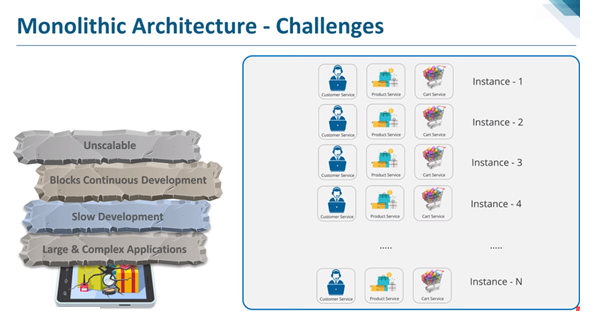 Monolithic Architecture - Challenges
Unscalable
Blocks Continuous Development
Slow Development
Large & Complex Applications
Customer Service Product Service Cart Service Instance - 1
Customer Service Product Service Cart Service Instance - 2
Customer Service Product Service Cart Service Instance - 3
Customer Service Product Service Cart Service Instance - 4
..... .....
Customer Service Product Service Cart Service Instance - N